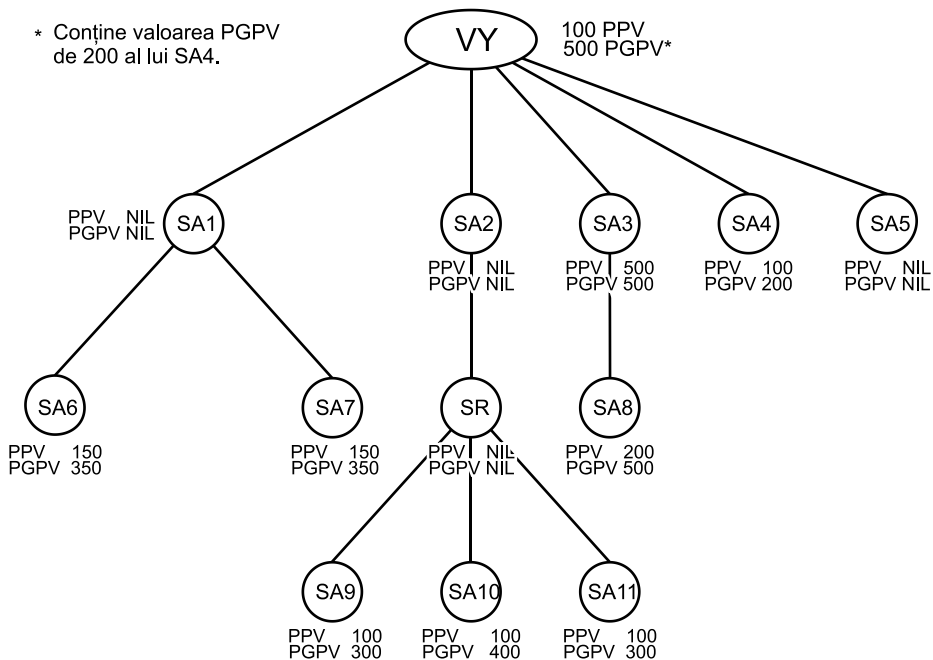 * Conține valoarea PGPV
de 200 al lui SA4.
VY
100 PPV
500 PGPV*
PPV NIL
PGPV NIL
SA1
SA2
PPV NIL
PGPV NIL
SA3
PPV 500
PGPV 500
SA4
PPV 100
PGPV 200
SA5
PPV NIL
PGPV NIL
SA6
PPV 150
PGPV 350
SA7
PPV 150
PGPV 350
SR
PPV NIL
PGPV NIL
SA8
PPV 200
PGPV 500
SA9
PPV 100
PGPV 300
SA10
PPV 100
PGPV 400
SA11
PPV 100
PGPV 300